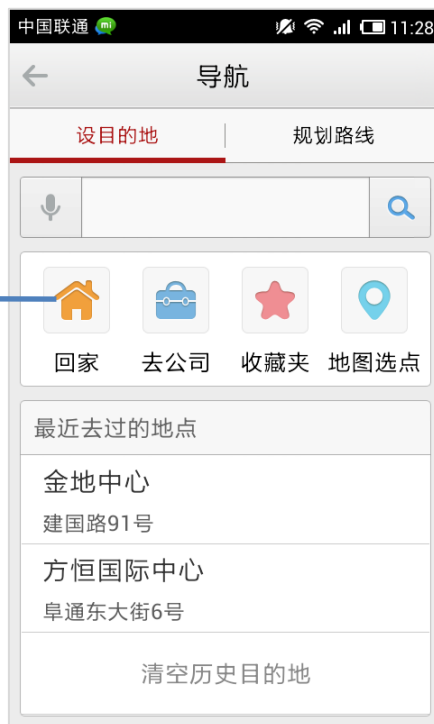 中国联通 11:28
导航
设目的地 规划路线
回家 去公司 收藏夹 地图选点
最近去过的地点
金地中心
建国路91号
方恒国际中心
阜通东大街6号
清空历史目的地